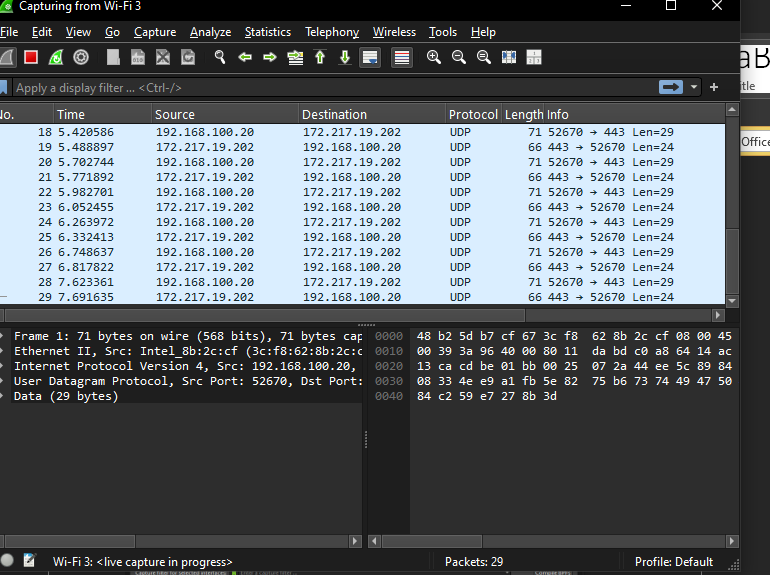 Capturing from Wi-Fi 3
File Edit View Go Capture Analyze Statistics Telephony Wireless Tools Help
Apply a display filter ... <Ctrl-/>
No. Time Source Destination Protocol Length Info
18 5.420586 192.168.100.20 172.217.19.202 UDP 71 52670 → 443 Len=29
19 5.488897 172.217.19.202 192.168.100.20 UDP 66 443 → 52670 Len=24
20 5.702744 192.168.100.20 172.217.19.202 UDP 71 52670 → 443 Len=29
21 5.771892 172.217.19.202 192.168.100.20 UDP 66 443 → 52670 Len=24
22 5.982701 192.168.100.20 172.217.19.202 UDP 71 52670 → 443 Len=29
23 6.052455 172.217.19.202 192.168.100.20 UDP 66 443 → 52670 Len=24
24 6.263972 192.168.100.20 172.217.19.202 UDP 71 52670 → 443 Len=29
25 6.332413 172.217.19.202 192.168.100.20 UDP 66 443 → 52670 Len=24
26 6.748637 192.168.100.20 172.217.19.202 UDP 71 52670 → 443 Len=29
27 6.817822 172.217.19.202 192.168.100.20 UDP 66 443 → 52670 Len=24
28 7.623361 192.168.100.20 172.217.19.202 UDP 71 52670 → 443 Len=29
29 7.691635 172.217.19.202 192.168.100.20 UDP 66 443 → 52670 Len=24
Frame 1: 71 bytes on wire (568 bits), 71 bytes cap
Ethernet II, Src: Intel_8b:2c:cf (3c:f8:62:8b:2c:c
Internet Protocol Version 4, Src: 192.168.100.20,
User Datagram Protocol, Src Port: 52670, Dst Port:
Data (29 bytes)
0000 48 b2 5d b7 cf 67 3c f8 62 8b 2c cf 08 00 45
0010 00 39 3a 96 40 00 80 11 da bd c0 a8 64 14 ac
0020 13 ca cd be 01 bb 00 25 07 2a 44 ee 5c 89 84
0030 08 33 4e e9 a1 fb 5e 82 75 b6 73 74 49 47 50
0040 84 c2 59 e7 27 8b 3d
Wi-Fi 3: <live capture in progress> Packets: 29 Profile: Default
Office